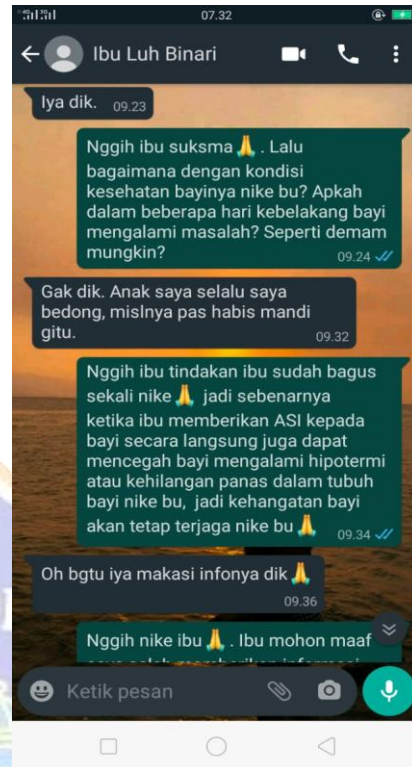 07.32
Ibu Luh Binari
Iya dik. 09.23
Nggih ibu suksma🙏 . Lalu
bagaimana dengan kondisi
kesehatan bayinya nike bu? Apkah
dalam beberapa hari kebelakang bayi
mengalami masalah? Seperti demam
mungkin? 09.24
Gak dik. Anak saya selalu saya
bedong, mislnya pas habis mandi
gitu. 09.32
Nggih ibu tindakan ibu sudah bagus
sekali nike🙏 jadi sebenarnya
ketika ibu memberikan ASI kepada
bayi secara langsung juga dapat
mencegah bayi mengalami hipotermi
atau kehilangan panas dalam tubuh
bayi nike bu, jadi kehangatan bayi
akan tetap terjaga nike bu🙏 09.34
Oh bgtu iya makasi infonya dik🙏
09.36
Nggih nike ibu🙏 . Ibu mohon maaf
Ketik pesan